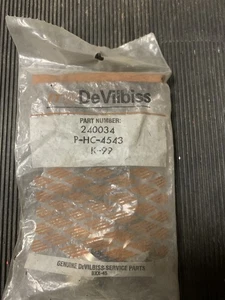 DeVilbiss
PART NUMBER:
240034
P-HC-4543
K-99
GENUINE DEVILBISS SERVICE PARTS